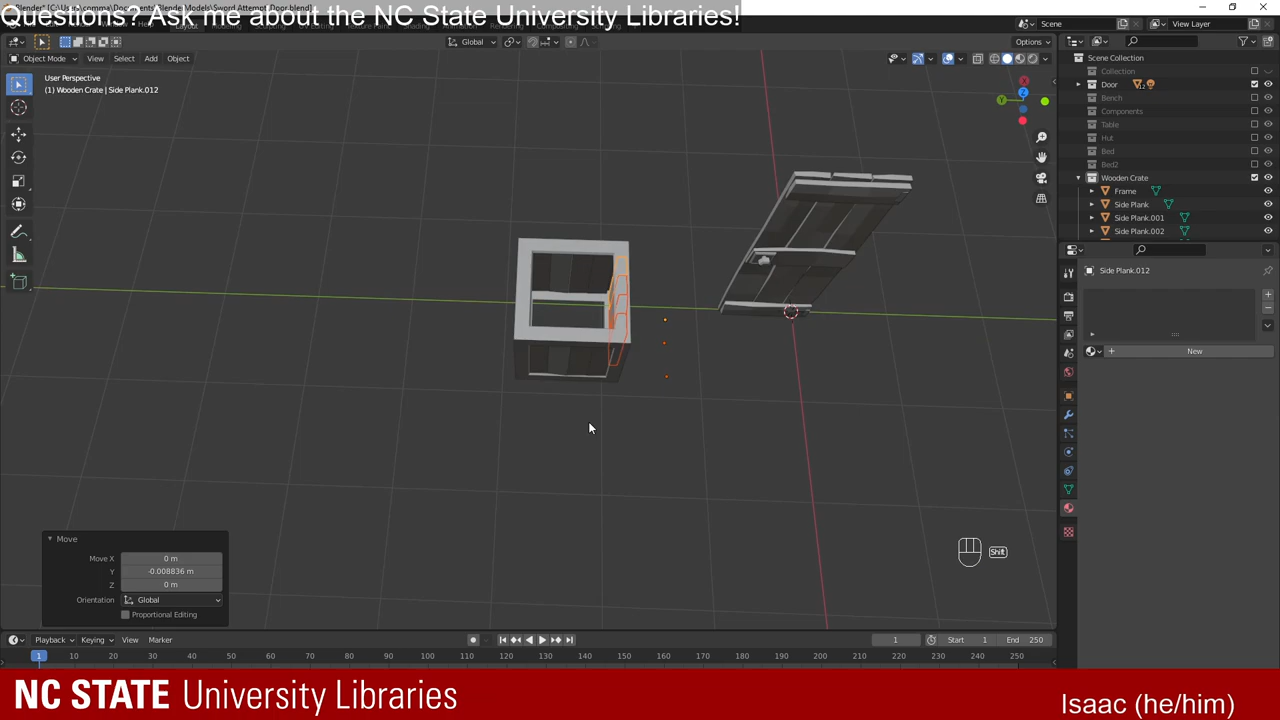 Questions? Ask me about the NC State University Libraries!
Scene
View Layer
Global
Options
Object Mode
View
Select
Add
Object
User Perspective
(1) Wooden Crate | Side Plank.012
Scene Collection
Collection
Door
12
Bench
Components
Table
Hut
Bed
Bed2
Wooden Crate
Frame
Side Plank
Side Plank.001
Side Plank.002
X
Y
Z
Side Plank.012
New
Shift
Move
Move X
0 m
Y
-0.008836 m
Z
0 m
Orientation
Global
Proportional Editing
Playback
Keying
View
Marker
1
Start
1
End
250
1
10
20
30
40
50
60
70
80
90
100
110
120
130
140
150
160
170
180
190
200
210
220
230
240
250
NC STATE University Libraries
Isaac (he/him)